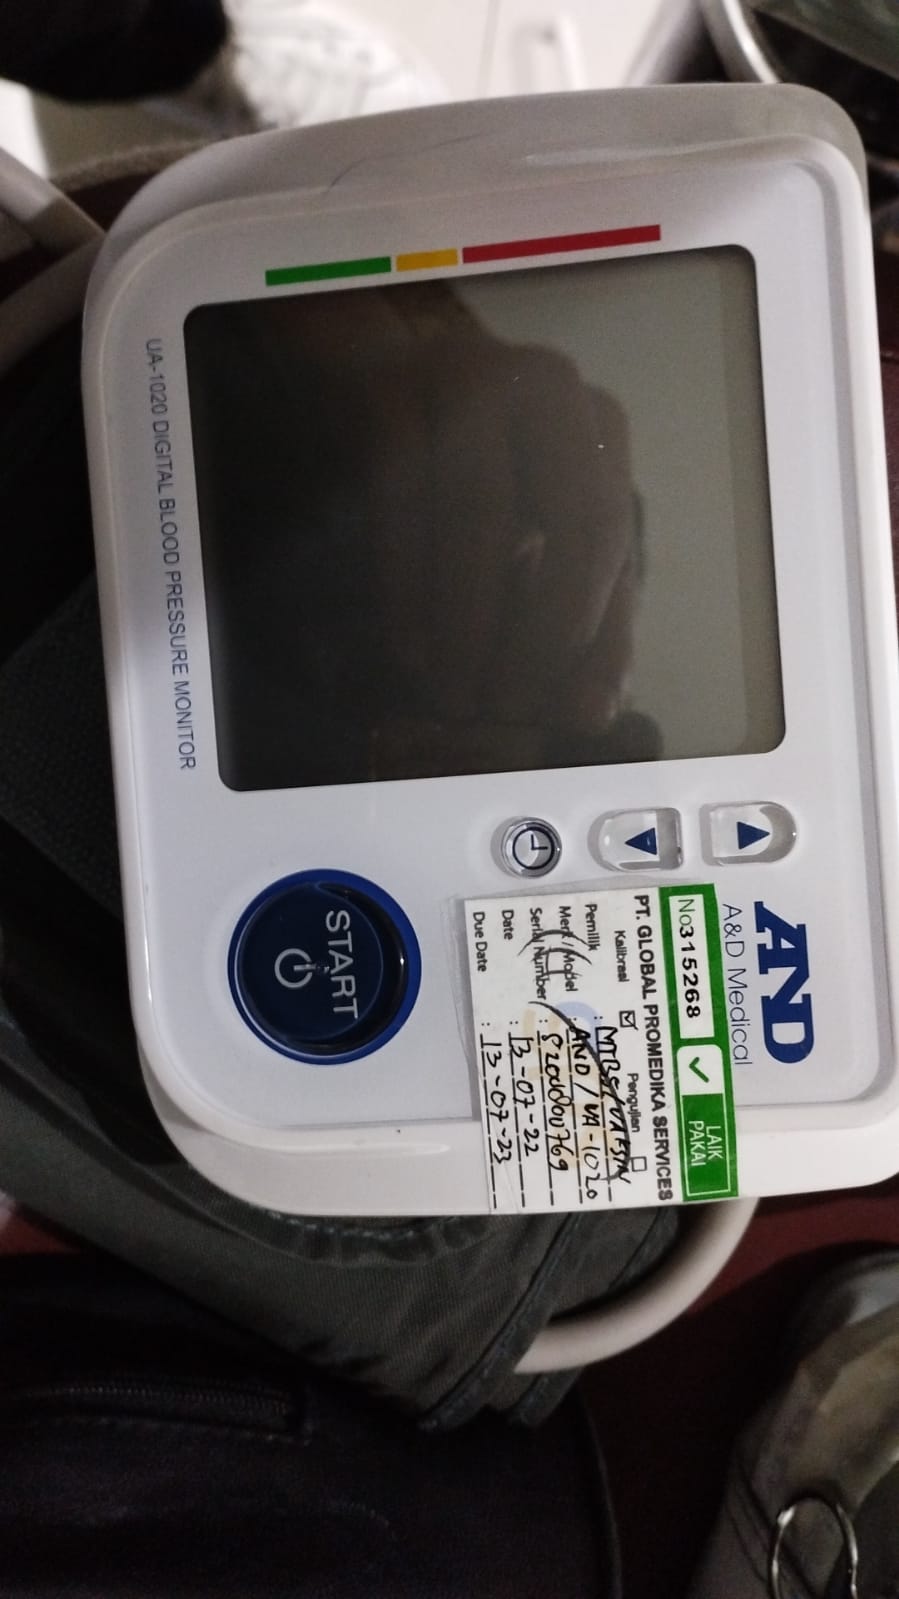 UA-1020 DIGITAL BLOOD PRESSURE MONITOR
AND
A&D Medical
START
No315268
LAIK
PAKAI
PT. GLOBAL PROMEDIKA SERVICES
Kalibrasi Pengujian
Pemilik :
Merk/Model : AND/UA-1020
Serial Number :
Date : 13-07-22
Due Date : 13-07-23